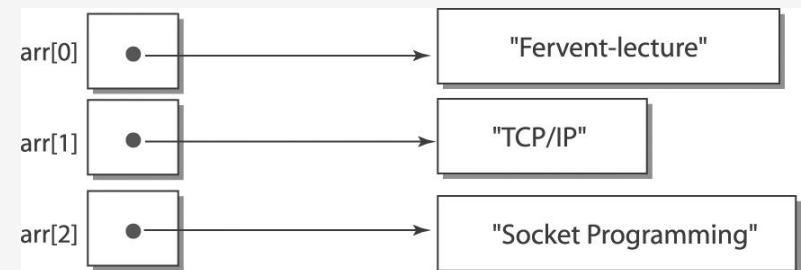 arr[0] "Fervent-lecture"
arr[1] "TCP/IP"
arr[2] "Socket Programming"